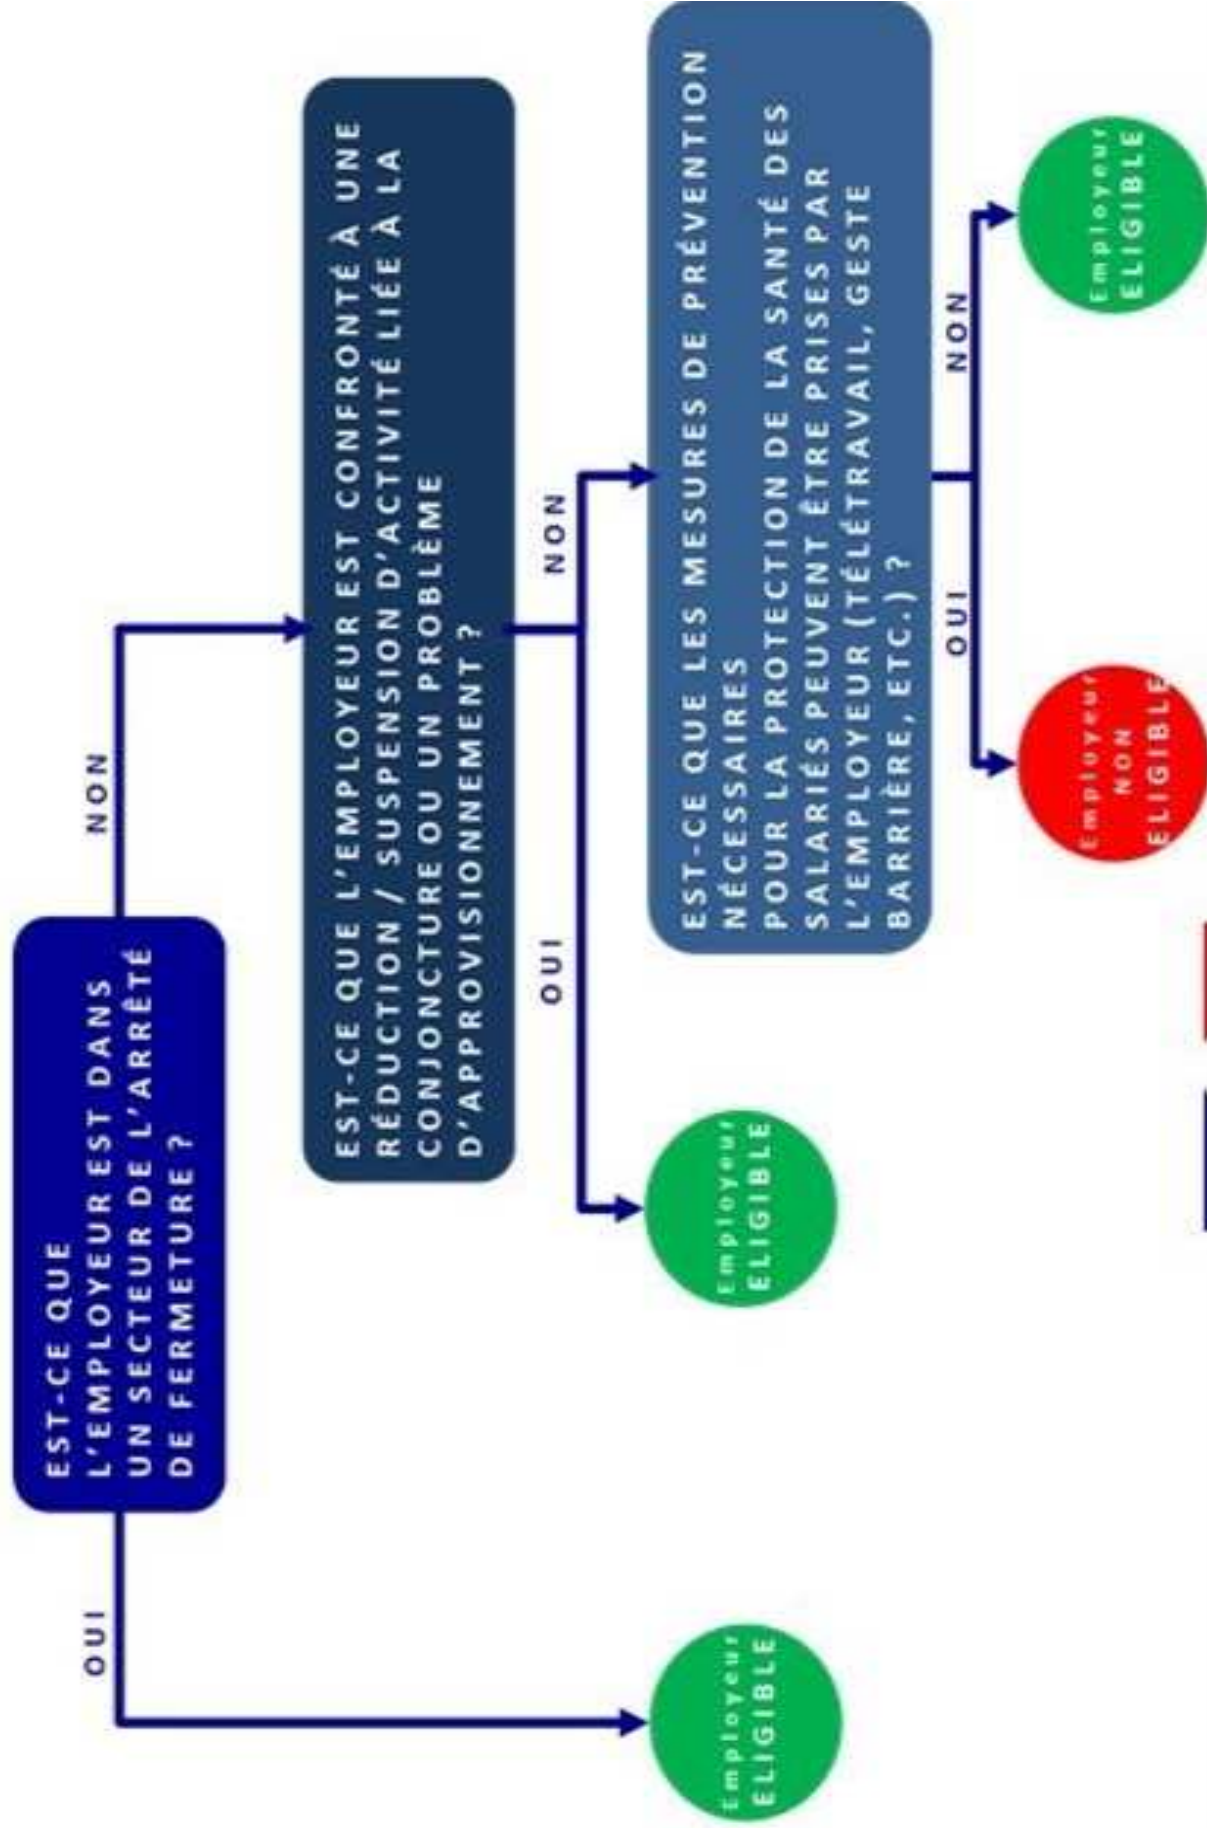 EST-CE QUE
L'EMPLOYEUR EST DANS
UN SECTEUR DE L'ARRÊTÉ
DE FERMETURE ?
OUI
NON
EST-CE QUE L'EMPLOYEUR EST CONFRONTÉ À UNE
RÉDUCTION / SUSPENSION D'ACTIVITÉ LIÉE À LA
CONJONCTURE OU UN PROBLÈME
D'APPROVISIONNEMENT ?
OUI
NON
Employeur
ELIGIBLE
Employeur
ELIGIBLE
EST-CE QUE LES MESURES DE PRÉVENTION
NÉCESSAIRES
POUR LA PROTECTION DE LA SANTÉ DES
SALARIÉS PEUVENT ÊTRE PRISES PAR
L'EMPLOYEUR (TÉLÉTRAVAIL, GESTE
BARRIÈRE, ETC.) ?
OUI
NON
Employeur
NON
ELIGIBLE
Employeur
ELIGIBLE